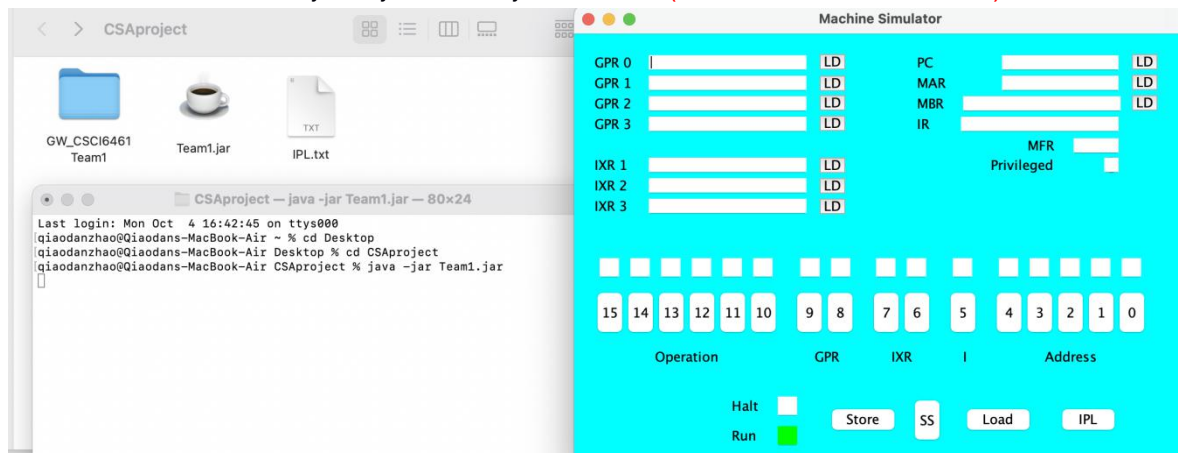 CSAproject
GW_CSCI6461
Team1
Team1.jar
TXT
IPL.txt
CSAproject — java -jar Team1.jar — 80×24
Last login: Mon Oct  4 16:42:45 on ttys000
[qiaodanzhao@Qiaodans-MacBook-Air ~ % cd Desktop
[qiaodanzhao@Qiaodans-MacBook-Air Desktop % cd CSAproject
[qiaodanzhao@Qiaodans-MacBook-Air CSAproject % java -jar Team1.jar
Machine Simulator
GPR 0 LD PC LD
GPR 1 LD MAR LD
GPR 2 LD MBR LD
GPR 3 LD IR
MFR
IXR 1 LD Privileged
IXR 2 LD
IXR 3 LD
15 14 13 12 11 10 9 8 7 6 5 4 3 2 1 0
Operation GPR IXR I Address
Halt
Store SS Load IPL
Run